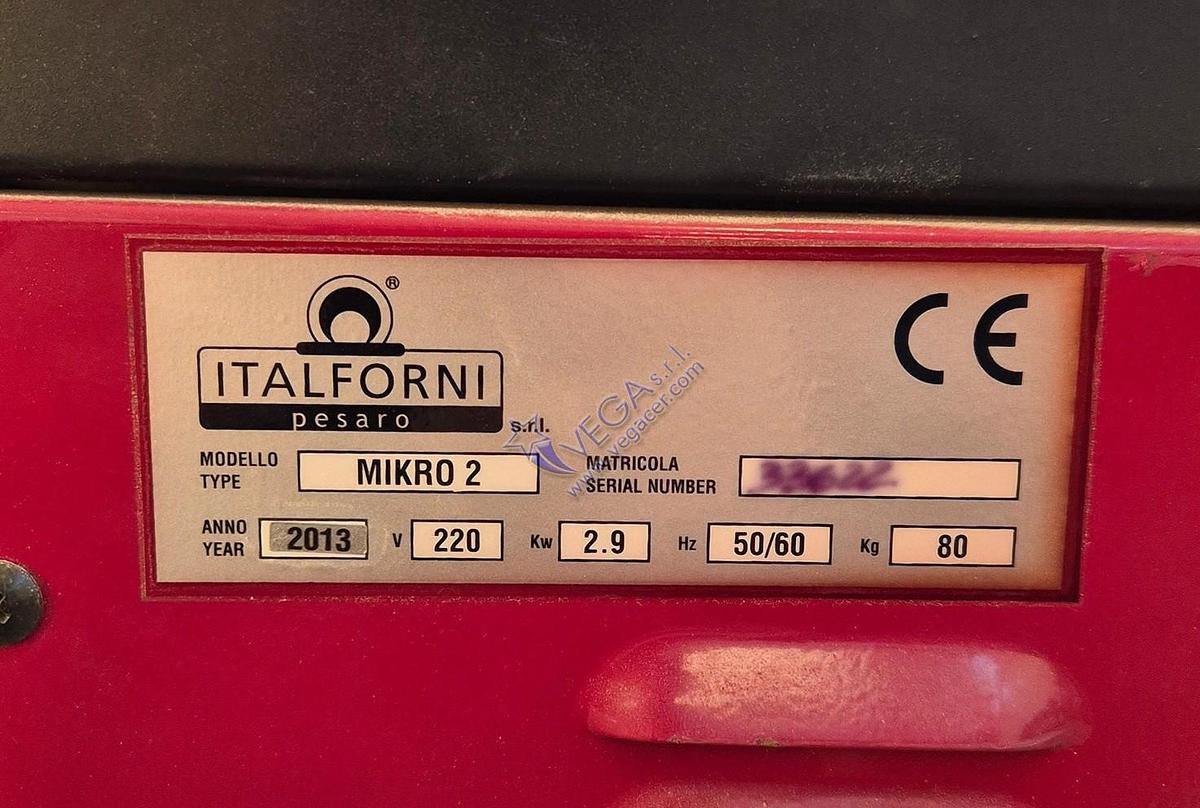 ®
ITALFORNI
pesaro
s.r.l.
CE
VEGA s.r.l.
www.vegacer.com
MODELLO
TYPE
MIKRO 2
MATRICOLA
SERIAL NUMBER
ANNO
YEAR
2013
V 220
Kw 2.9
Hz 50/60
Kg 80